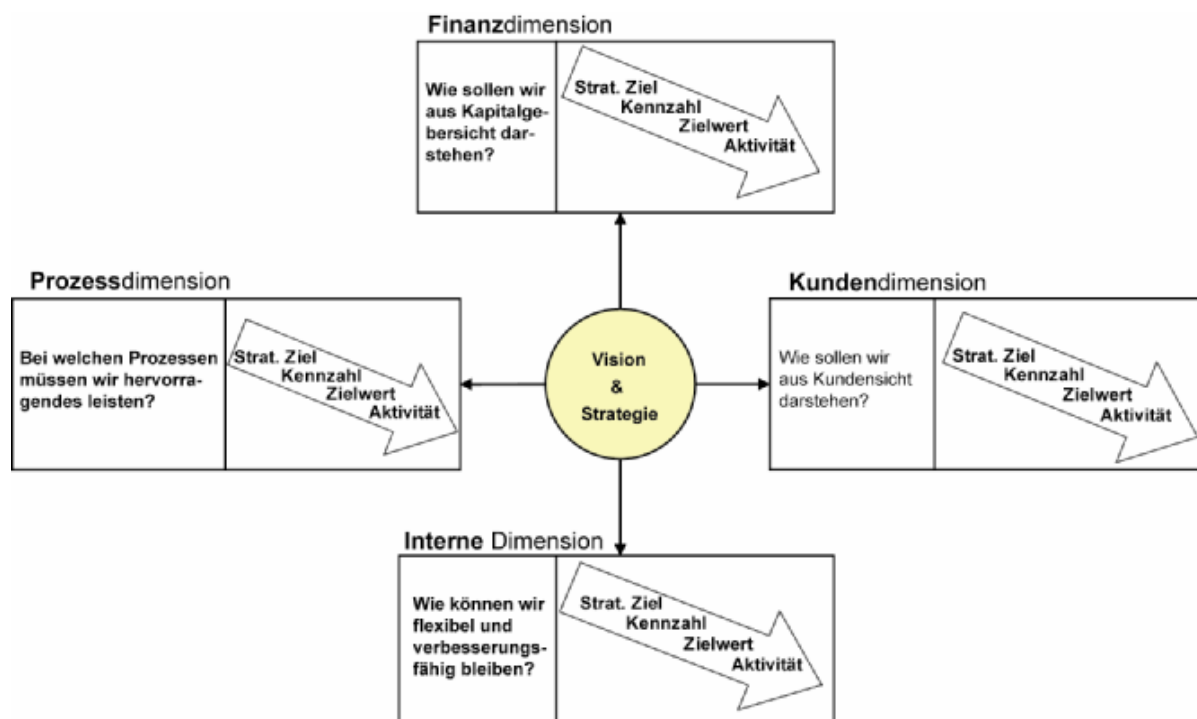 Finanzdimension
Wie sollen wir
aus Kapitalge-
bersicht dar-
stehen?
Strat. Ziel
Kennzahl
Zielwert
Aktivität
Prozessdimension
Bei welchen Prozessen
müssen wir hervorra-
gendes leisten?
Strat. Ziel
Kennzahl
Zielwert
Aktivität
Vision
&
Strategie
Kundendimension
Wie sollen wir
aus Kundensicht
darstehen?
Strat. Ziel
Kennzahl
Zielwert
Aktivität
Interne Dimension
Wie können wir
flexibel und
verbesserungs-
fähig bleiben?
Strat. Ziel
Kennzahl
Zielwert
Aktivität